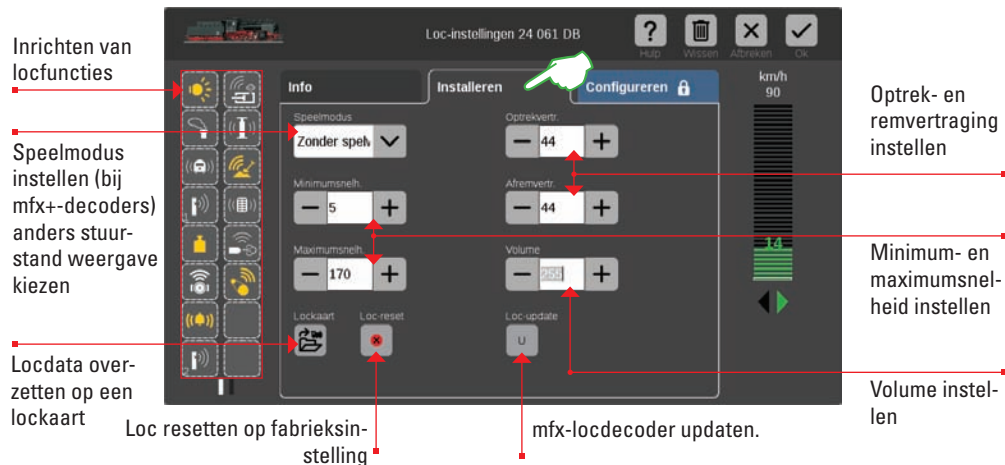 Loc-instellingen 24 061 DB
Hulp
Wissen
Afbreken
Ok
Inrichten van
locfuncties
Speelmodus
instellen (bij
mfx+-decoders)
anders stuur-
stand weergave
kiezen
Locdata over-
zetten op een
lockaart
Info
Installeren
Configureren
km/h
90
Speelmodus
Zonder spelv
Optrekvertr.
44
Minimumsnelh.
5
Afremvertr.
44
Maximumsnelh.
170
Volume
255
Lockaart
Loc-reset
Loc-update
U
14
Optrek- en
remvertraging
instellen
Minimum- en
maximumsnel-
heid instellen
Volume instel-
len
Loc resetten op fabrieksin-
stelling
mfx-locdecoder updaten.